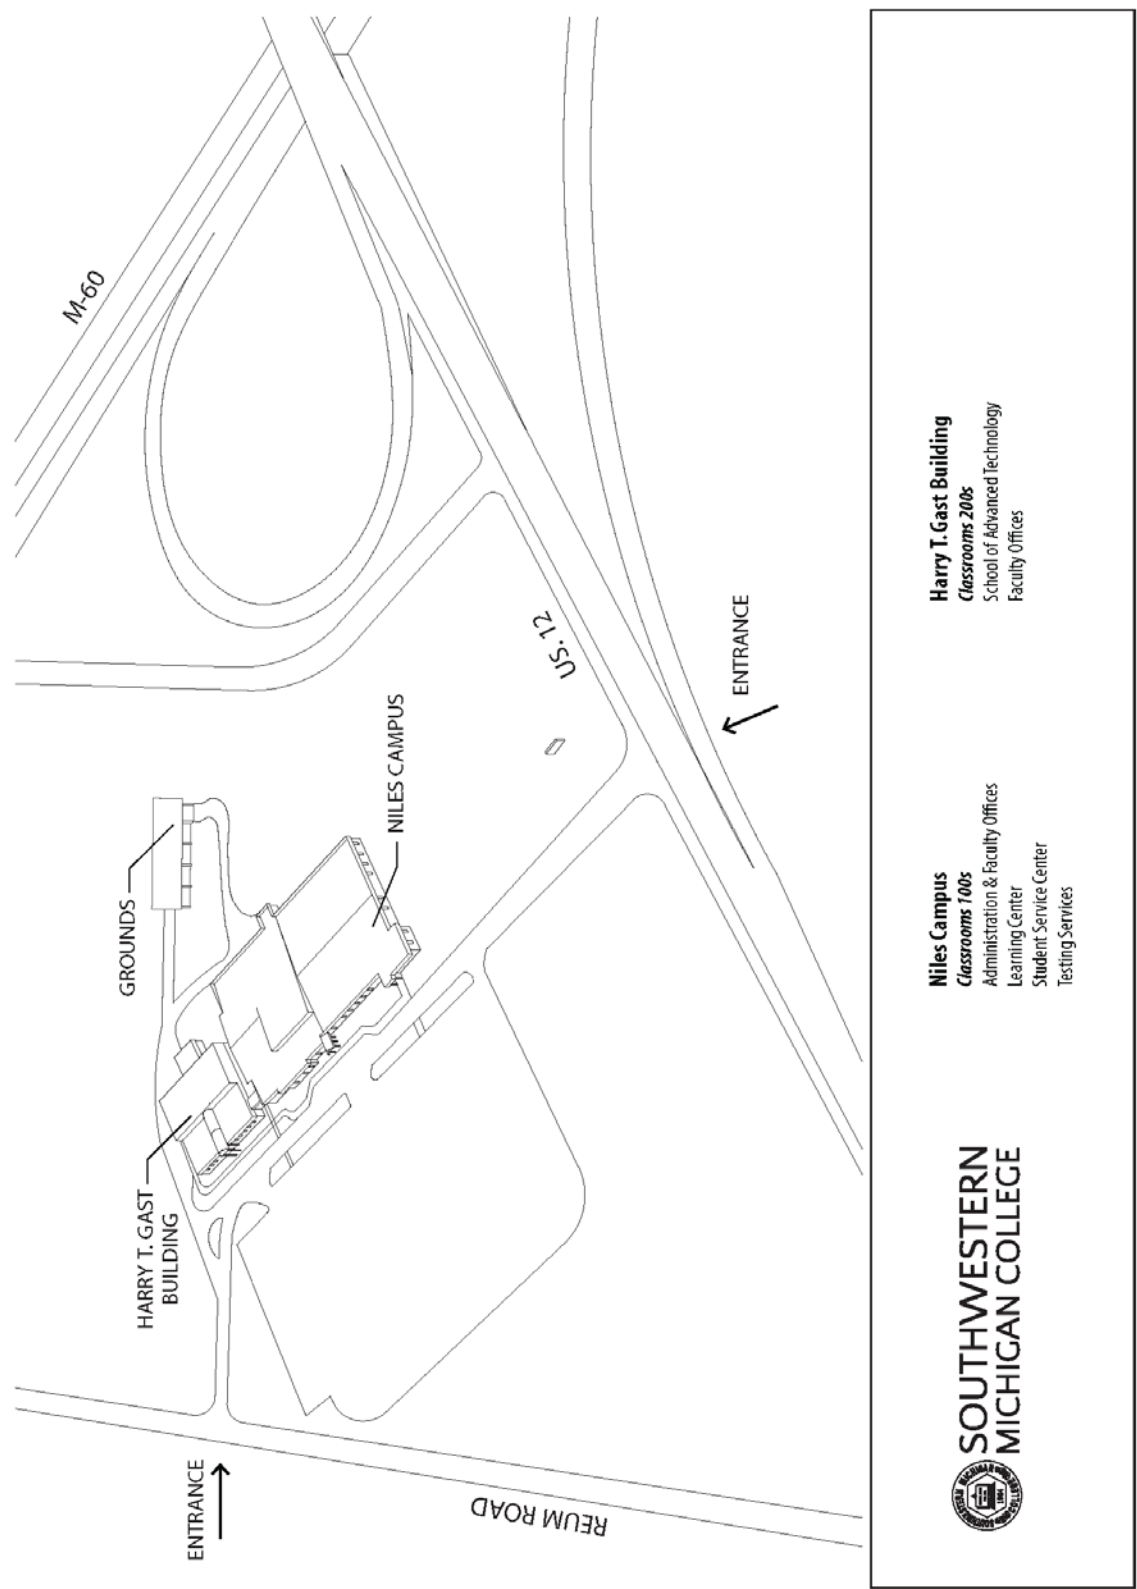 M-60
GROUNDS
NILES CAMPUS
US. 12
HARRY T. GAST
BUILDING
ENTRANCE
ENTRANCE
REUM ROAD
SOUTHWESTERN
MICHIGAN COLLEGE
Niles Campus
Classrooms 100s
Administration & Faculty Offices
Learning Center
Student Service Center
Testing Services
Harry T. Gast Building
Classrooms 200s
School of Advanced Technology
Faculty Offices